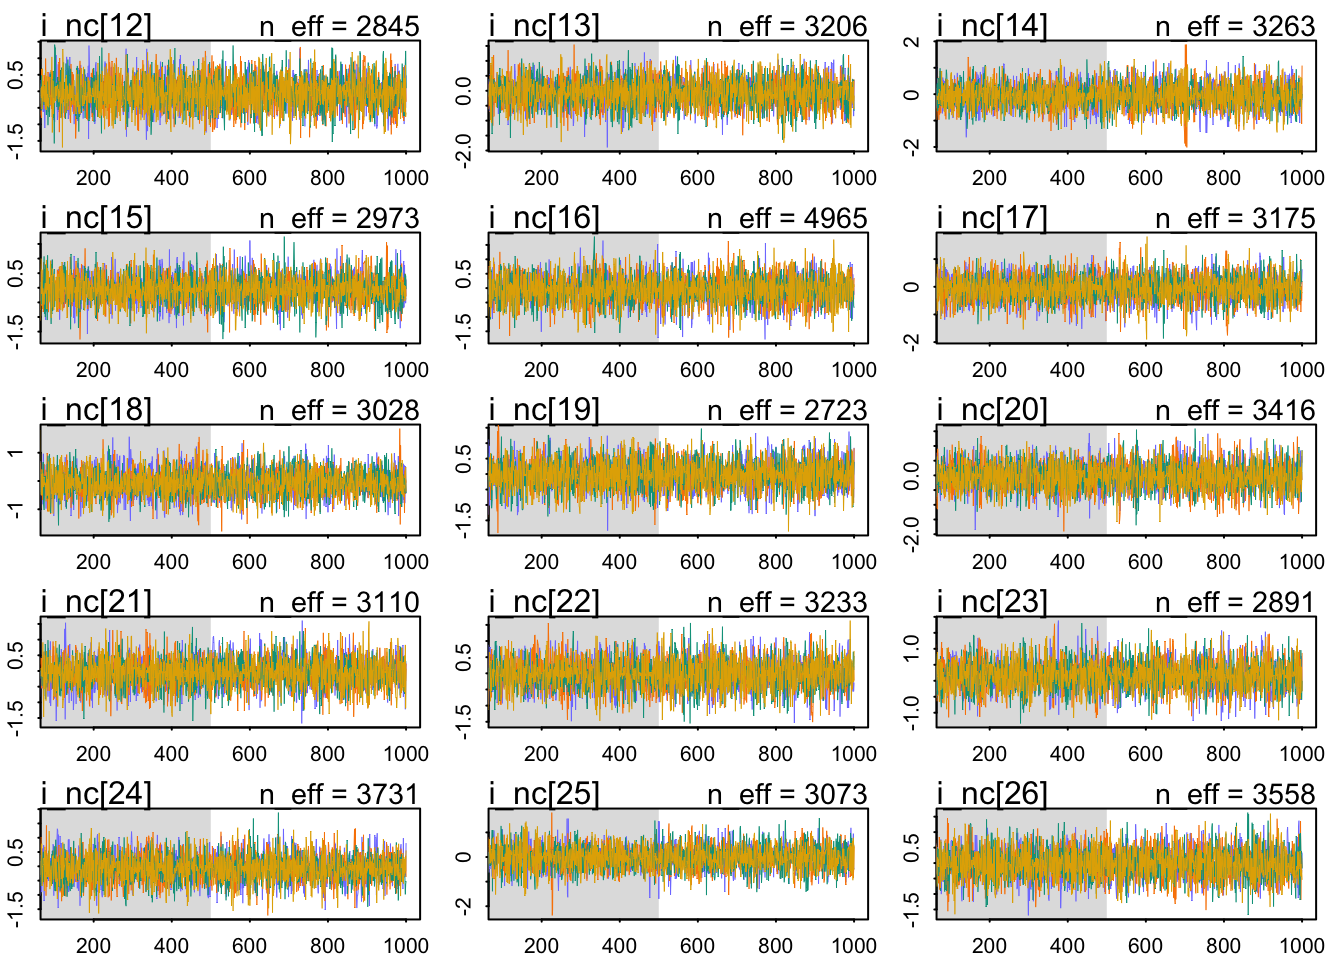 i_nc[12] n_eff = 2845 i_nc[13] n_eff = 3206 i_nc[14] n_eff = 3263
0.5 -1.5 0.0 -2.0 2 0 -2
200 400 600 800 1000 200 400 600 800 1000 200 400 600 800 1000
i_nc[15] n_eff = 2973 i_nc[16] n_eff = 4965 i_nc[17] n_eff = 3175
0.5 -1.5 0.5 -1.5 0 -2
200 400 600 800 1000 200 400 600 800 1000 200 400 600 800 1000
i_nc[18] n_eff = 3028 i_nc[19] n_eff = 2723 i_nc[20] n_eff = 3416
1 -1 0.5 -1.5 0.0 -2.0
200 400 600 800 1000 200 400 600 800 1000 200 400 600 800 1000
i_nc[21] n_eff = 3110 i_nc[22] n_eff = 3233 i_nc[23] n_eff = 2891
0.5 -1.5 0.5 -1.5 1.0 -1.0
200 400 600 800 1000 200 400 600 800 1000 200 400 600 800 1000
i_nc[24] n_eff = 3731 i_nc[25] n_eff = 3073 i_nc[26] n_eff = 3558
0.5 -1.5 0 -2 0.5 -1.5
200 400 600 800 1000 200 400 600 800 1000 200 400 600 800 1000